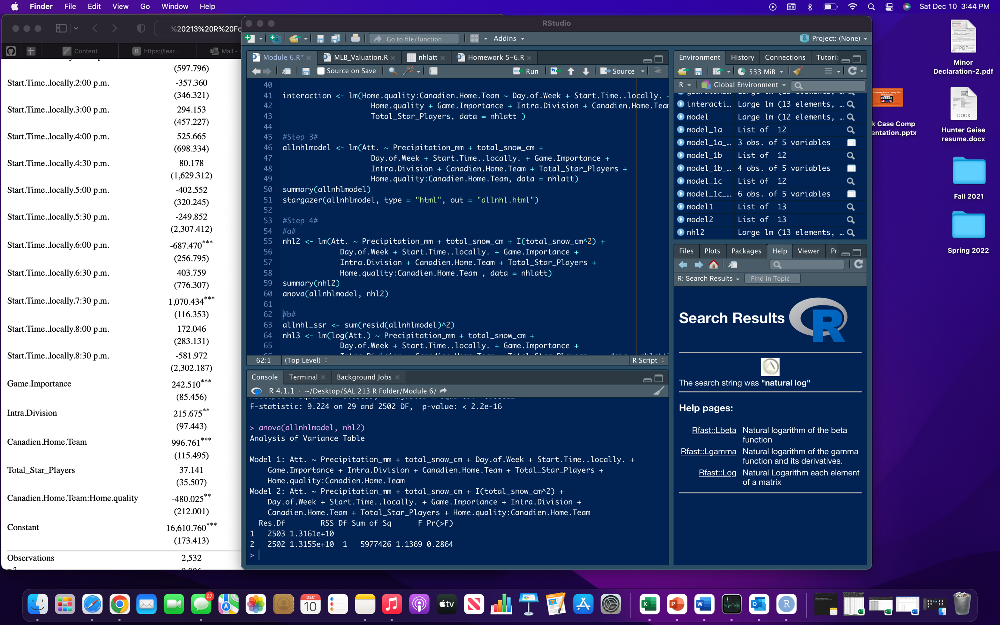 Finder File Edit View Go Window Help
Sat Dec 10 3:44 PM
%20213%20R%20Fo
Content
https://lear...
Mail -
(597.796)
Start.Time..locally.2:00 p.m. -357.360
(346.321)
Start.Time..locally.3:00 p.m. 294.153
(457.227)
Start.Time..locally.4:00 p.m. 525.665
(698.334)
Start.Time..locally.4:30 p.m. 80.178
(1,629.312)
Start.Time..locally.5:00 p.m. -402.552
(320.245)
Start.Time..locally.5:30 p.m. -249.852
(2,307.412)
Start.Time..locally.6:00 p.m. -687.470***
(256.795)
Start.Time..locally.6:30 p.m. 403.759
(776.307)
Start.Time..locally.7:30 p.m. 1,070.434***
(116.353)
Start.Time..locally.8:00 p.m. 172.046
(283.131)
Start.Time..locally.8:30 p.m. -581.972
(2,302.187)
Game.Importance 242.510***
(85.456)
Intra.Division 215.675**
(97.443)
Canadien.Home.Team 996.761***
(115.495)
Total_Star_Players 37.141
(35.507)
Canadien.Home.Team:Home.quality -480.025**
(212.001)
Constant 16,610.760***
(173.413)
Observations 2,532
RStudio
Go to file/function
Addins
Project: (None)
Module 6.R* MLB_Valuation.R nhlatt Homework 5-6.R
Source on Save Run Source
40
41 interaction <- lm(Home.quality:Canadien.Home.Team ~ Day.of.Week + Start.Time..locally.
42 Home.quality + Game.Importance + Intra.Division + Canadien.Home.Tea
43 Total_Star_Players, data = nhlatt )
44
45 #Step 3#
46 allnhlmodel <- lm(Att. ~ Precipitation_mm + total_snow_cm +
47 Day.of.Week + Start.Time..locally. + Game.Importance +
48 Intra.Division + Canadien.Home.Team + Total_Star_Players +
49 Home.quality:Canadien.Home.Team, data = nhlatt)
50 summary(allnhlmodel)
51 stargazer(allnhlmodel, type = "html", out = "allnhl.html")
52
53 #Step 4#
54 #a#
55 nhl2 <- lm(Att. ~ Precipitation_mm + total_snow_cm + I(total_snow_cm^2) +
56 Day.of.Week + Start.Time..locally. + Game.Importance +
57 Intra.Division + Canadien.Home.Team + Total_Star_Players +
58 Home.quality:Canadien.Home.Team , data = nhlatt)
59 summary(nhl2)
60 anova(allnhlmodel, nhl2)
61
62 #b#
63 allnhl_ssr <- sum(resid(allnhlmodel)^2)
64 nhl3 <- lm(log(Att.) ~ Precipitation_mm + total_snow_cm +
65 Day.of.Week + Start.Time..locally. + Game.Importance +
62:1 (Top Level) R Script
Console Terminal Background Jobs
R 4.1.1 · ~/Desktop/SAL 213 R Folder/Module 6/
F-statistic: 9.224 on 29 and 2502 DF, p-value: < 2.2e-16
> anova(allnhlmodel, nhl2)
Analysis of Variance Table
Model 1: Att. ~ Precipitation_mm + total_snow_cm + Day.of.Week + Start.Time..locally. +
Game.Importance + Intra.Division + Canadien.Home.Team + Total_Star_Players +
Home.quality:Canadien.Home.Team
Model 2: Att. ~ Precipitation_mm + total_snow_cm + I(total_snow_cm^2) +
Day.of.Week + Start.Time..locally. + Game.Importance + Intra.Division +
Canadien.Home.Team + Total_Star_Players + Home.quality:Canadien.Home.Team
Res.Df RSS Df Sum of Sq F Pr(>F)
1 2503 1.3161e+10
2 2502 1.3155e+10 1 5977426 1.1369 0.2864
>
Environment History Connections Tutoria
533 MiB
R Global Environment
interacti... Large lm (13 elements, ...
model Large lm (12 elements, ...
model_1a List of 12
model_1a_... 3 obs. of 5 variables
model_1b List of 12
model_1b_... 4 obs. of 5 variables
model_1c List of 12
model_1c_... 6 obs. of 5 variables
model1 List of 13
model2 List of 13
nhl2 Large lm (13 elements, ...
Files Plots Packages Help Viewer Pr
R: Search Results Find in Topic
Search Results R
The search string was "natural log"
Help pages:
Rfast::Lbeta Natural logarithm of the beta
function
Rfast::Lgamma Natural logarithm of the gamma
function and its derivatives.
Rfast::Log Natural Logarithm each element
of a matrix
PDF
Minor
Declaration-2.pdf
k Case Comp
entation.pptx
DOCX
Hunter Geise
resume.docx
Fall 2021
Spring 2022
67
DEC
10
tv